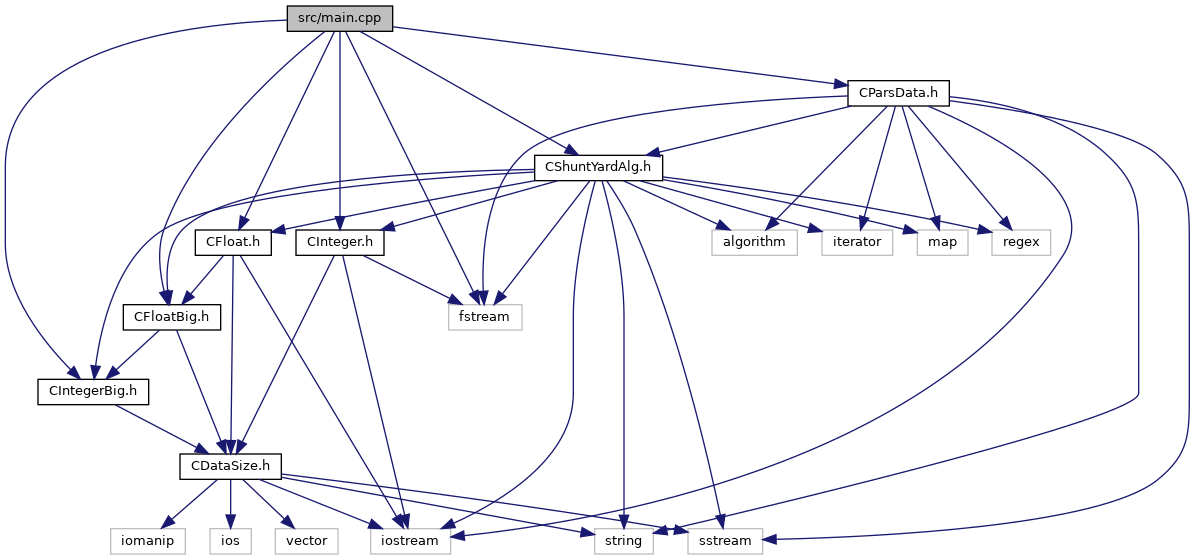 src/main.cpp
CParsData.h
CShuntYardAlg.h
CFloat.h
CInteger.h
algorithm
iterator
map
regex
CFloatBig.h
fstream
CIntegerBig.h
CDataSize.h
iomanip
ios
vector
iostream
string
sstream